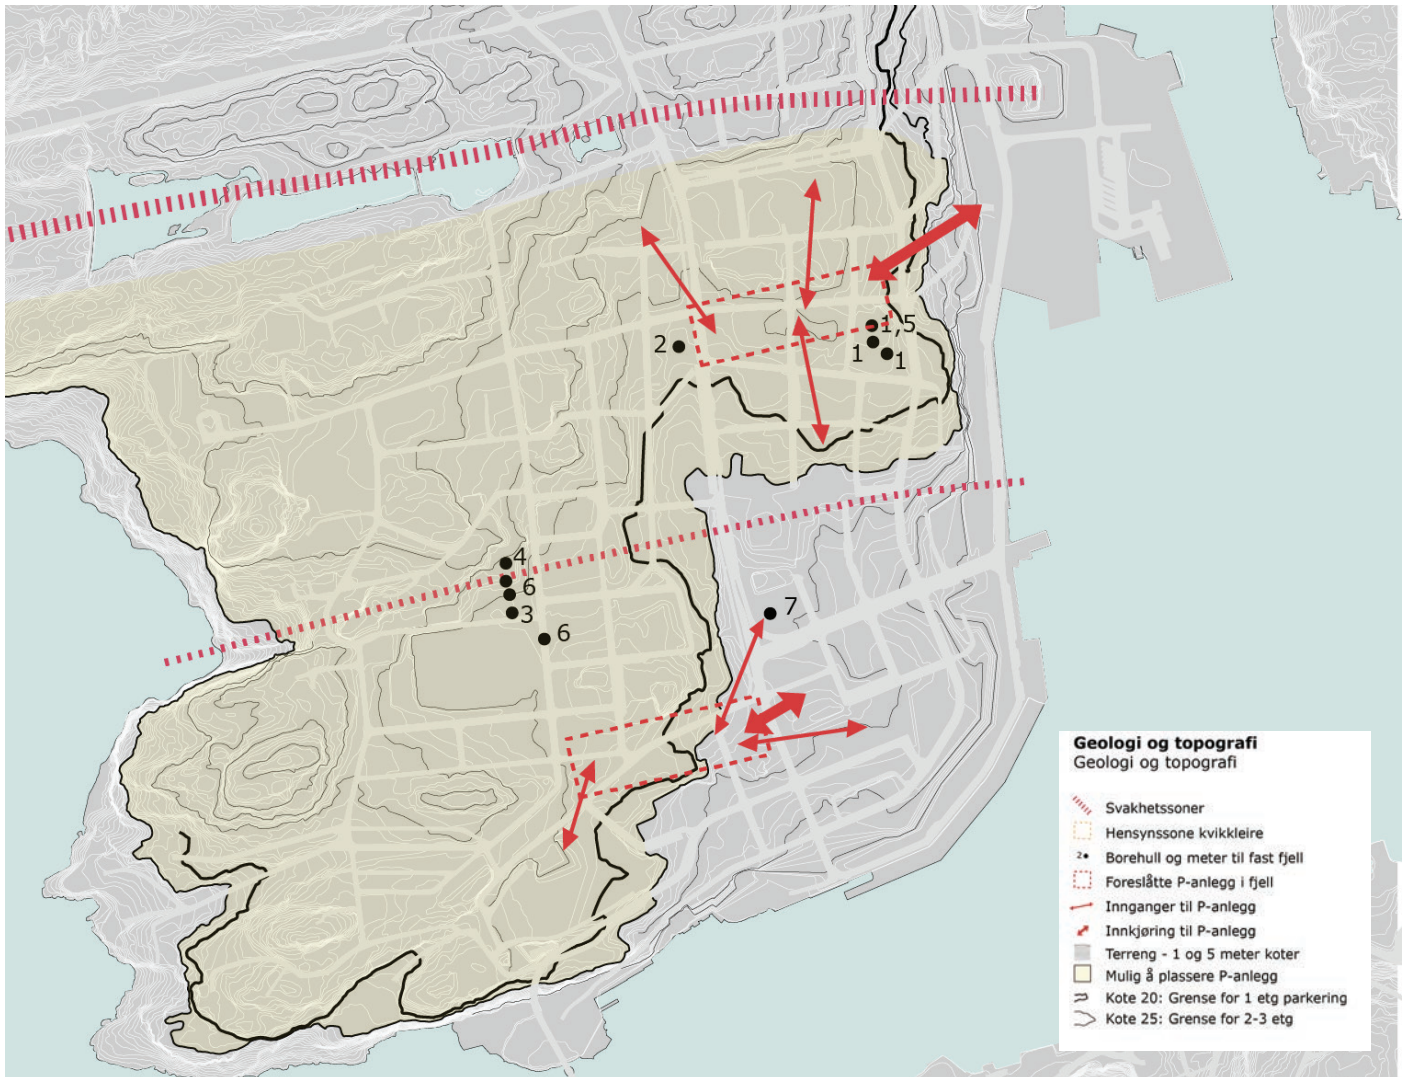 1,5
2
1
1
4
6
3
6
7
Geologi og topografi
Geologi og topografi
Svakhetssoner
Hensynssone kvikkleire
2
Borehull og meter til fast fjell
Foreslåtte P-anlegg i fjell
Innganger til P-anlegg
Innkjøring til P-anlegg
Terreng - 1 og 5 meter koter
Mulig å plassere P-anlegg
Kote 20: Grense for 1 etg parkering
Kote 25: Grense for 2-3 etg